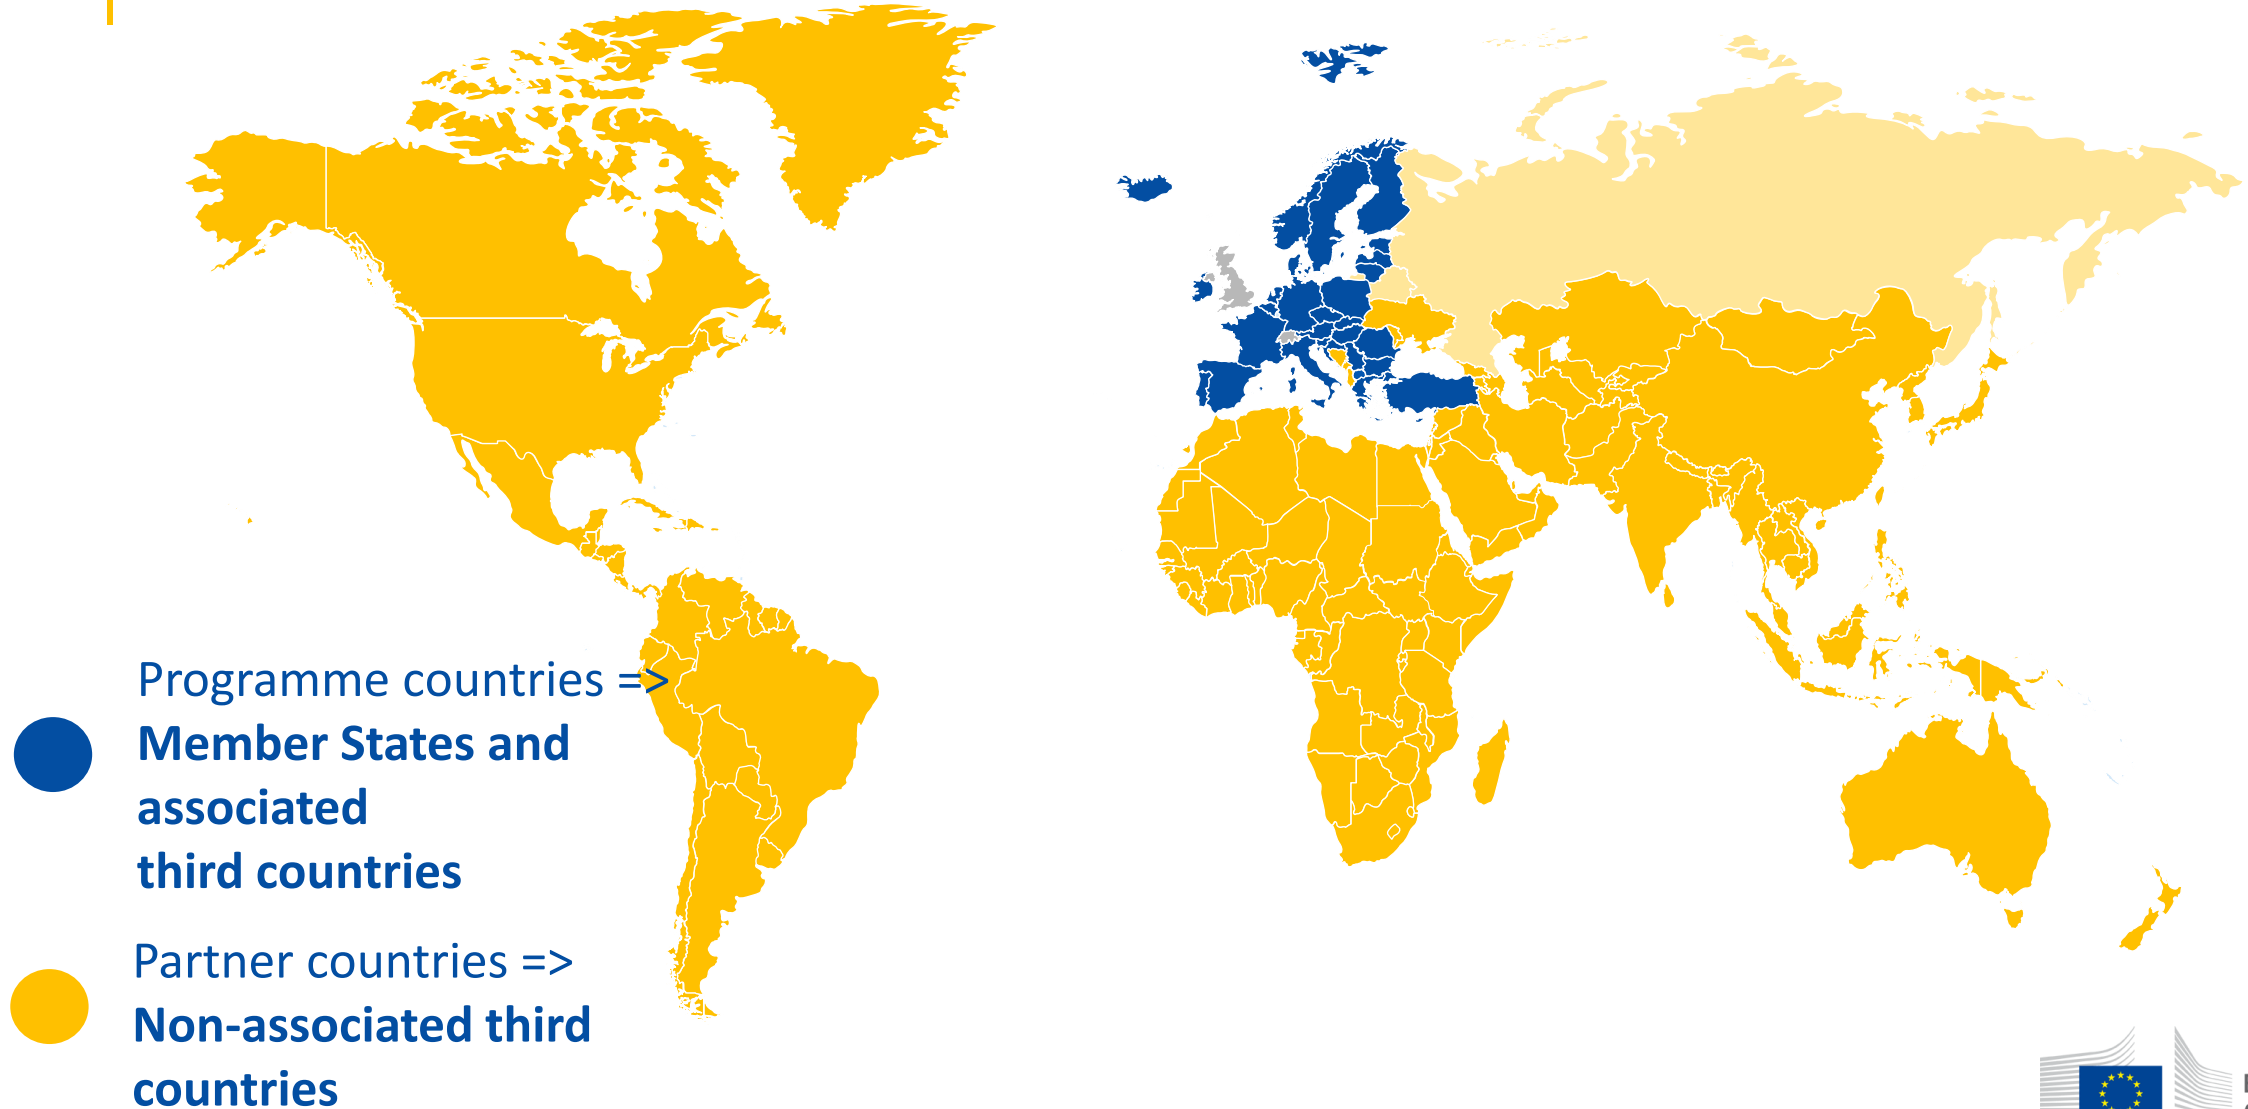 Programme countries =>
Member States and
associated
third countries
Partner countries =>
Non-associated third
countries